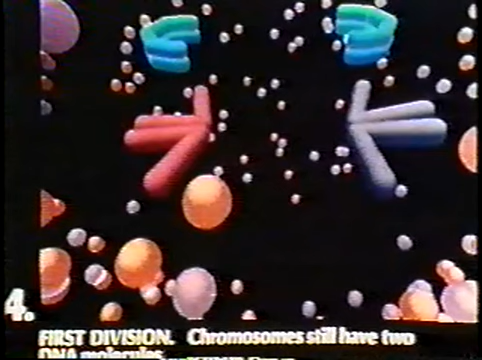 4.
FIRST DIVISION. Chromosomes still have two
DNA molecules